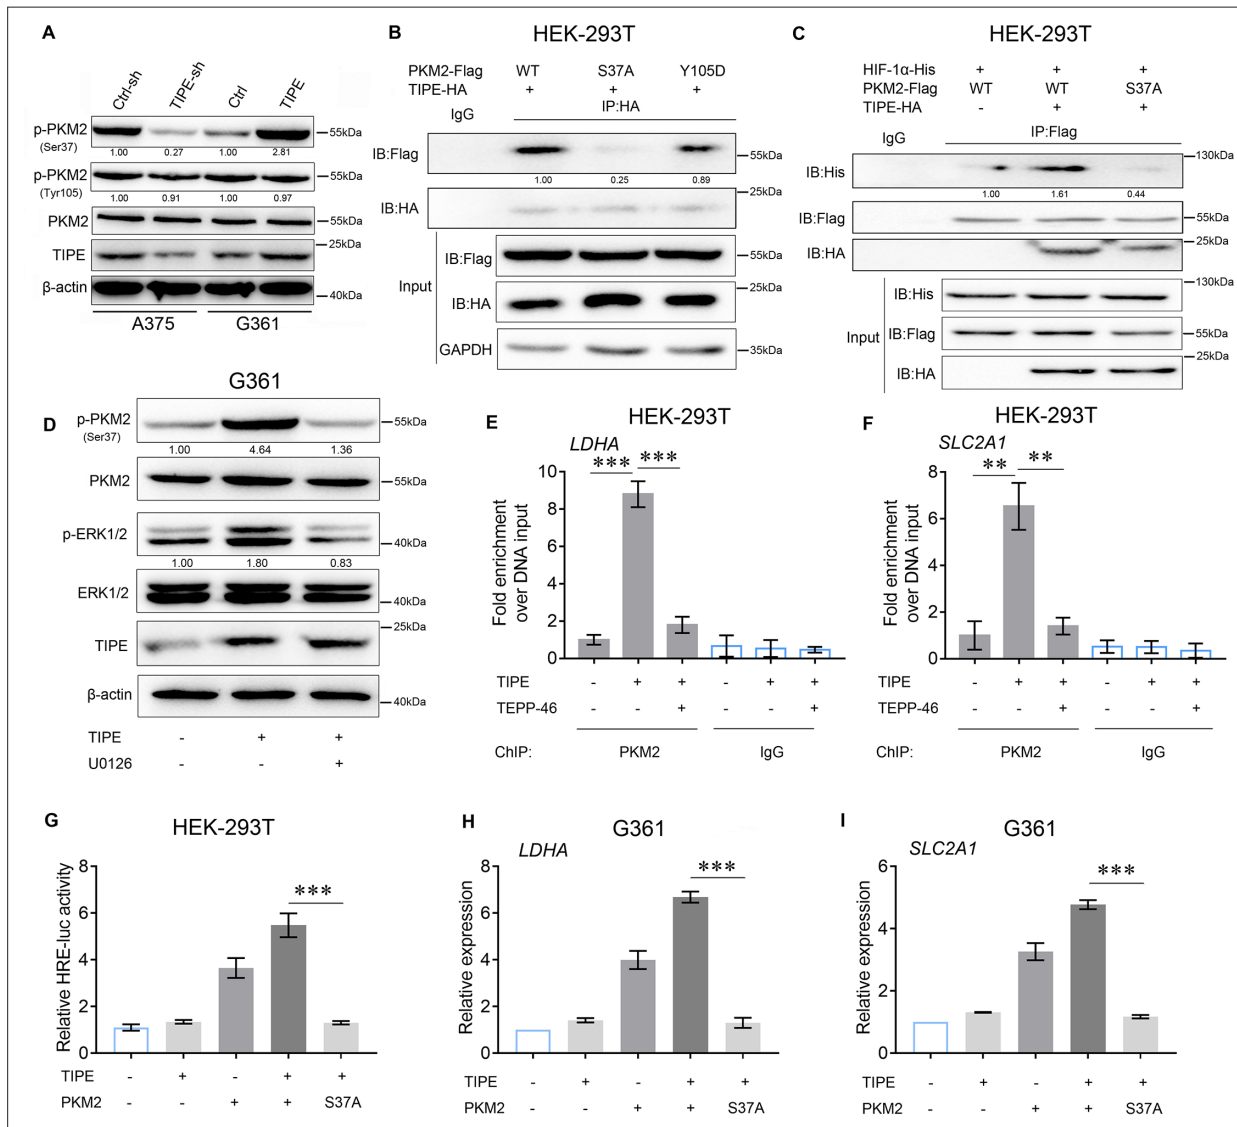 A
Ctrl-sh TIPE-sh Ctrl TIPE
p-PKM2
(Ser37)
55kDa
1.00 0.27 1.00 2.81
p-PKM2
(Tyr105)
55kDa
1.00 0.91 1.00 0.97
PKM2 55kDa
25kDa
TIPE
β-actin
40kDa
A375 G361
B
HEK-293T
PKM2-Flag WT S37A Y105D
TIPE-HA + + +
IgG IP:HA
IB:Flag 55kDa
1.00 0.25 0.89
25kDa
IB:HA
Input
IB:Flag 55kDa
25kDa
IB:HA
GAPDH 35kDa
C
HEK-293T
HIF-1α-His + + +
PKM2-Flag WT WT S37A
TIPE-HA - + +
IgG IP:Flag
130kDa
IB:His
1.00 1.61 0.44
IB:Flag 55kDa
25kDa
IB:HA
130kDa
IB:His
Input
IB:Flag 55kDa
25kDa
IB:HA
D
G361
p-PKM2
(Ser37)
55kDa
1.00 4.64 1.36
PKM2 55kDa
p-ERK1/2
40kDa
1.00 1.80 0.83
ERK1/2
40kDa
25kDa
TIPE
β-actin
40kDa
TIPE - + +
U0126 - - +
E
HEK-293T
LDHA
*** ***
Fold enrichment
over DNA input
10
8
6
4
2
0
TIPE - + + - + +
TEPP-46 - - + - - +
ChIP: PKM2 IgG
F
HEK-293T
SLC2A1
** **
Fold enrichment
over DNA input
8
6
4
2
0
TIPE - + + - + +
TEPP-46 - - + - - +
ChIP: PKM2 IgG
G
HEK-293T
***
Relative HRE-luc activity
8
6
4
2
0
TIPE - + - + +
PKM2 - - + + S37A
H
G361
LDHA
***
Relative expression
8
6
4
2
0
TIPE - + - + +
PKM2 - - + + S37A
I
G361
SLC2A1
***
Relative expression
6
4
2
0
TIPE - + - + +
PKM2 - - + + S37A